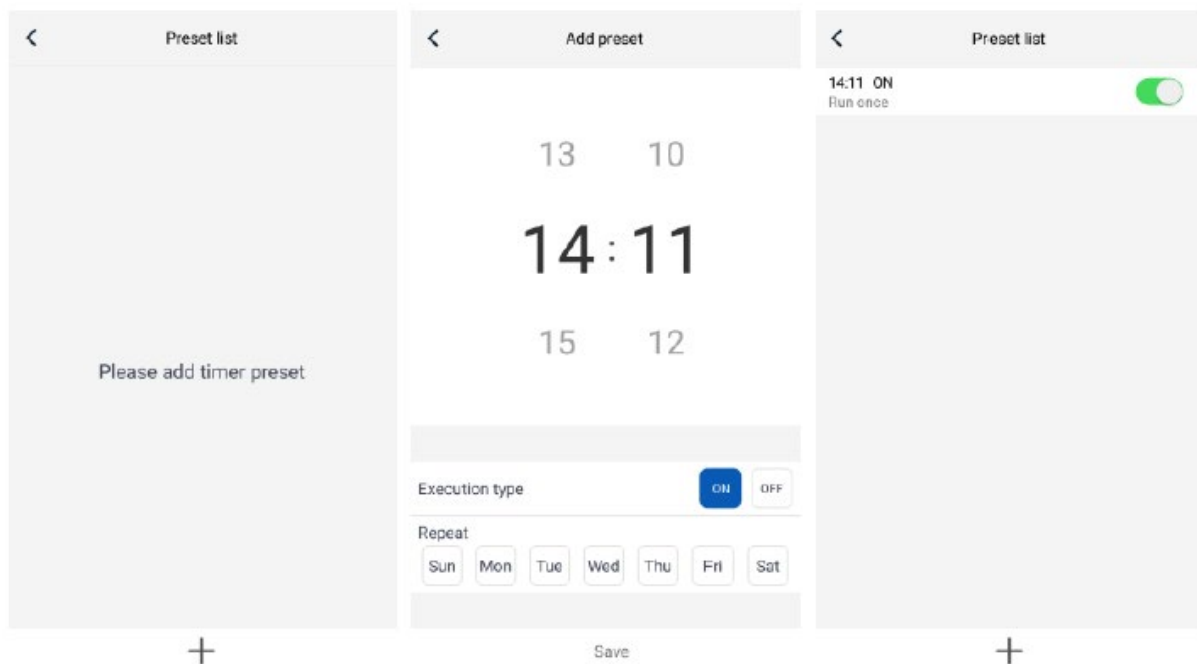 Preset list
Please add timer preset
Add preset
13 10
14 : 11
15 12
Execution type ON OFF
Repeat
Sun Mon Tue Wed Thu Fri Sat
Save
Preset list
14:11 ON
Run once